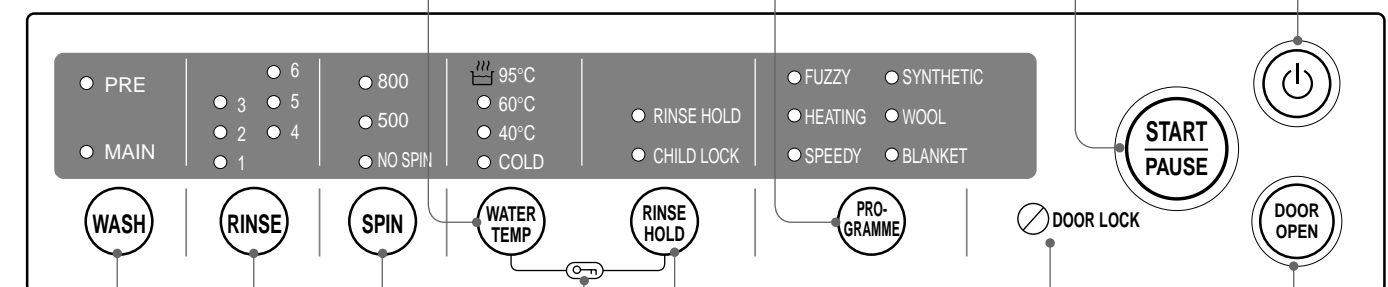 PRE
MAIN
6
3 5
2 4
1
800
500
NO SPIN
95°C
60°C
40°C
COLD
RINSE HOLD
CHILD LOCK
FUZZY SYNTHETIC
HEATING WOOL
SPEEDY BLANKET
START
PAUSE
WASH
RINSE
SPIN
WATER
TEMP
RINSE
HOLD
PRO-
GRAMME
DOOR LOCK
DOOR
OPEN